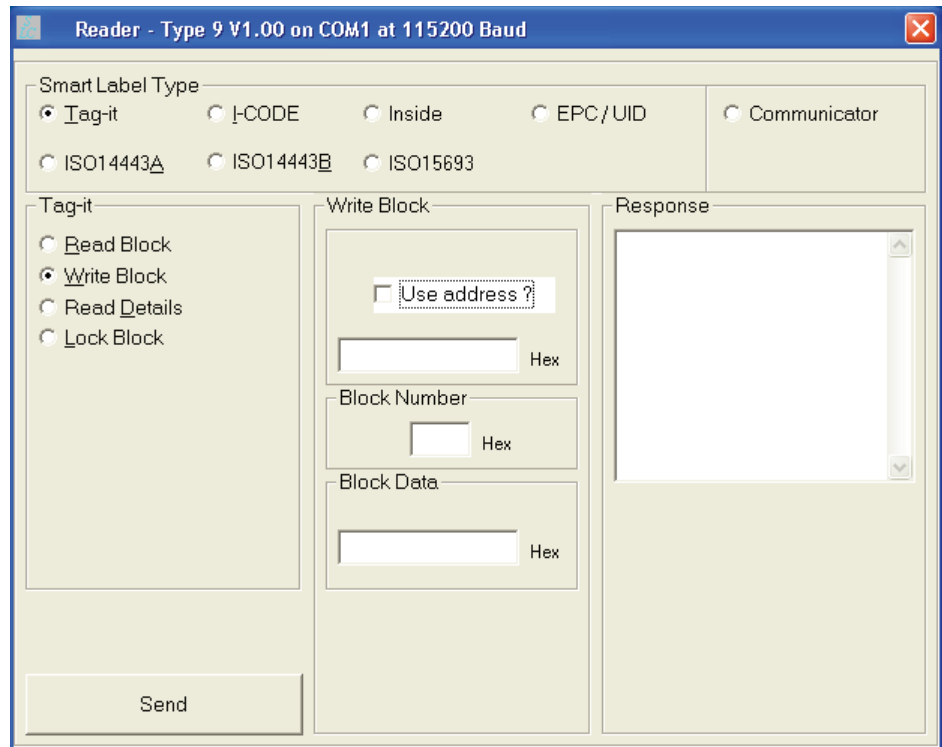 Reader - Type 9 V1.00 on COM1 at 115200 Baud
Smart Label Type
Tag-it I-CODE Inside EPC / UID Communicator
ISO14443A ISO14443B ISO15693
Tag-it
Read Block
Write Block
Read Details
Lock Block
Write Block
Use address ?
Hex
Block Number
Hex
Block Data
Hex
Response
Send